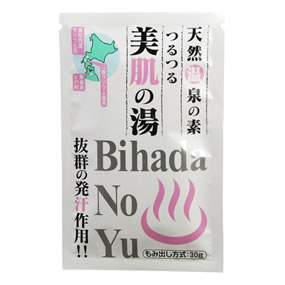 天然温泉の素
つるつる
美肌の湯
Bihada
No
Yu
抜群の発汗作用!!
もみ出し方式:30g